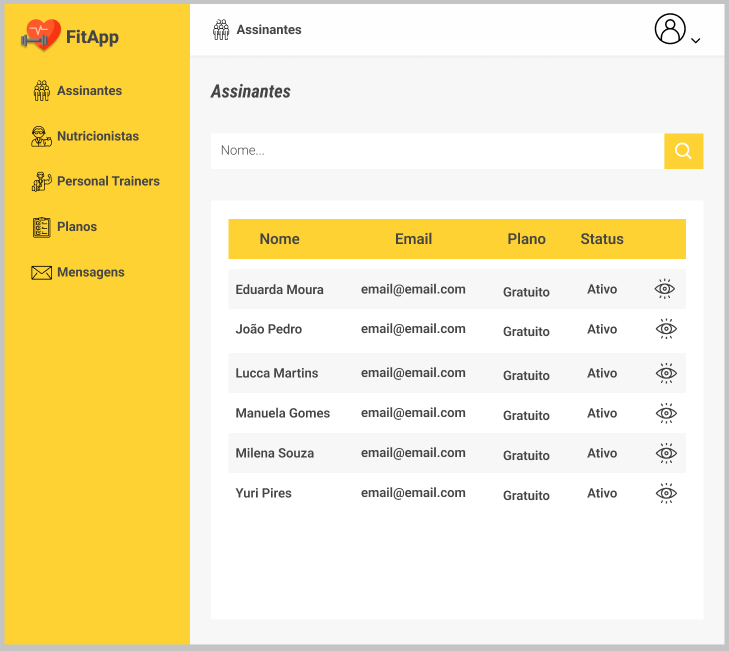 FitApp
Assinantes
Nutricionistas
Personal Trainers
Planos
Mensagens
Assinantes
Assinantes
Nome...
Nome Email Plano Status
Eduarda Moura email@email.com Gratuito Ativo
João Pedro email@email.com Gratuito Ativo
Lucca Martins email@email.com Gratuito Ativo
Manuela Gomes email@email.com Gratuito Ativo
Milena Souza email@email.com Gratuito Ativo
Yuri Pires email@email.com Gratuito Ativo